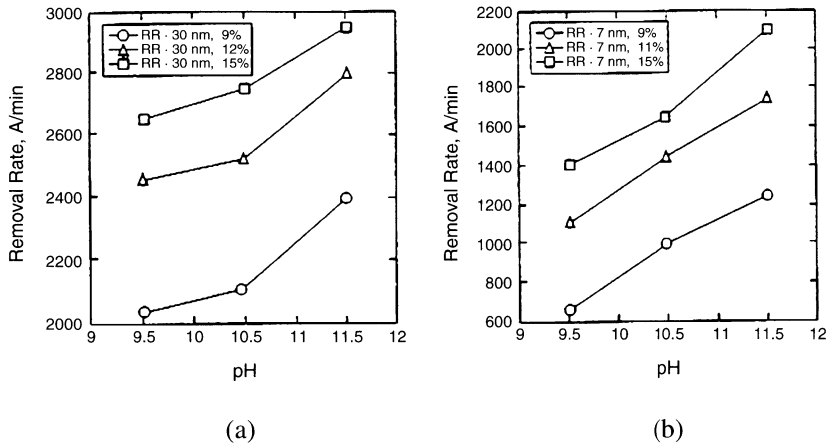 3000
2800
2600
2400
2200
2000
Removal Rate, A/min
RR · 30 nm, 9%
RR · 30 nm, 12%
RR · 30 nm, 15%
9 9.5 10 10.5 11 11.5 12
pH
(a)
2200
2000
1800
1600
1400
1200
1000
800
600
Removal Rate, A/min
RR · 7 nm, 9%
RR · 7 nm, 11%
RR · 7 nm, 15%
9 9.5 10 10.5 11 11.5 12
pH
(b)